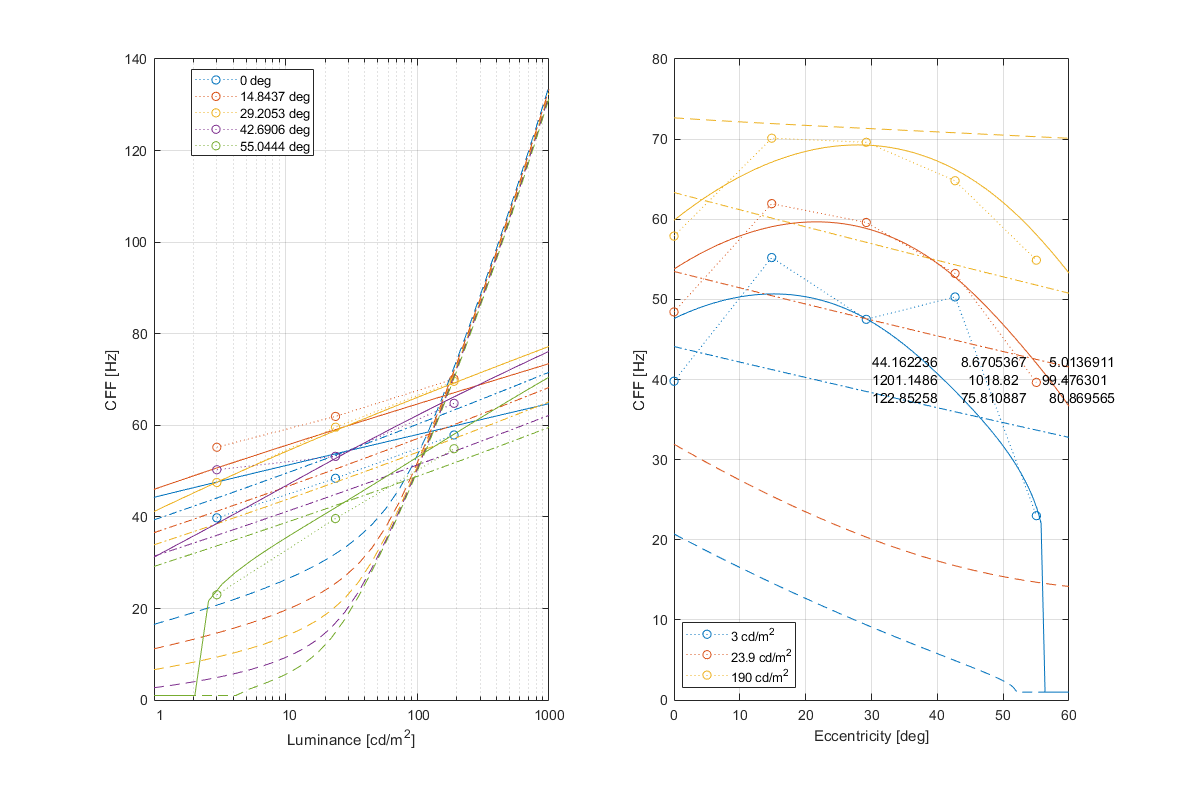 140
120
100
80
60
40
20
0
1
10
100
1000
CFF [Hz]
Luminance [cd/m2]
0 deg
14.8437 deg
29.2053 deg
42.6906 deg
55.0444 deg
80
70
60
50
40
30
20
10
0
0
10
20
30
40
50
60
CFF [Hz]
Eccentricity [deg]
44.162236 8.6705367 5.0136911
1201.1486 1018.82 99.476301
122.85258 75.810887 80.869565
3 cd/m2
23.9 cd/m2
190 cd/m2